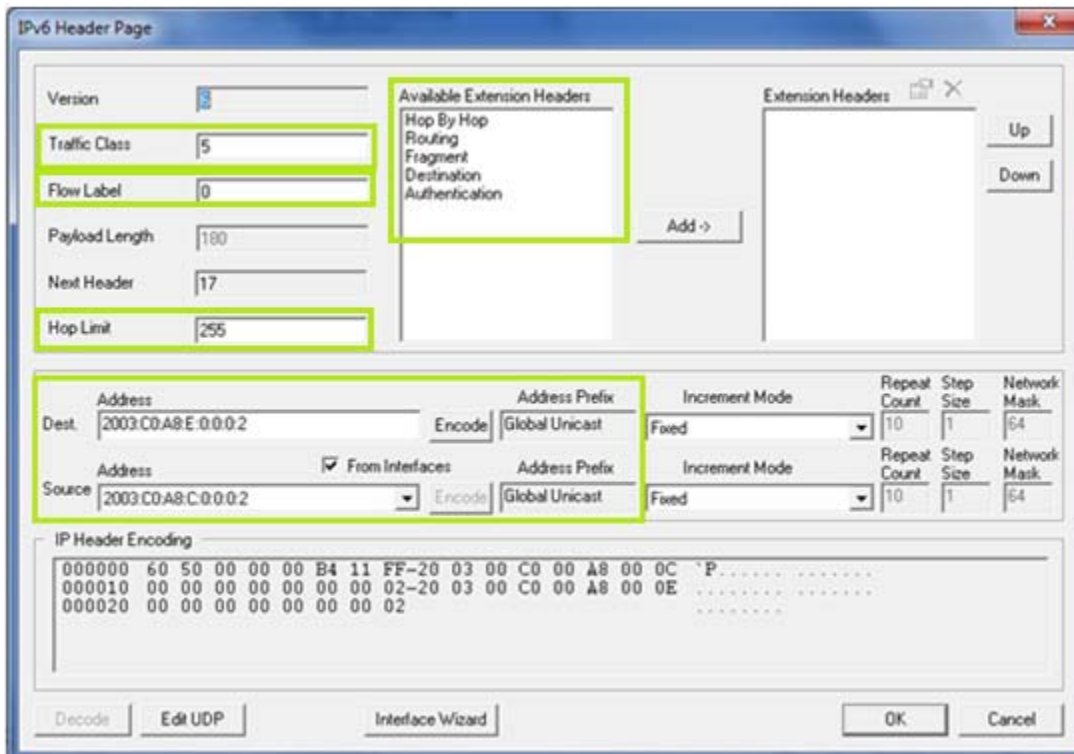 IPv6 Header Page
Version 6
Traffic Class 5
Flow Label 0
Payload Length 180
Next Header 17
Hop Limit 255
Available Extension Headers
Hop By Hop
Routing
Fragment
Destination
Authentication
Add ->
Extension Headers
Up
Down
Address Address Prefix Increment Mode Repeat Count Step Size Network Mask
Dest. 2003:C0:A8:E:0:0:0:2 Encode Global Unicast Fixed 10 1 64
Address From Interfaces Address Prefix Increment Mode Repeat Count Step Size Network Mask
Source 2003:C0:A8:C:0:0:0:2 Encode Global Unicast Fixed 10 1 64
IP Header Encoding
000000 60 50 00 00 00 B4 11 FF-20 03 00 C0 00 A8 00 0C `P...... .......
000010 00 00 00 00 00 00 00 02-20 03 00 C0 00 A8 00 0E ........ .......
000020 00 00 00 00 00 00 00 02 ........
Decode Edit UDP Interface Wizard OK Cancel